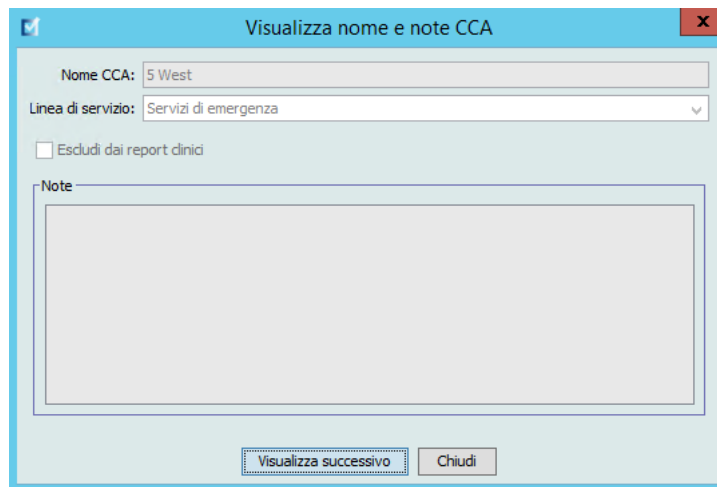 Visualizza nome e note CCA
x
Nome CCA: 5 West
Linea di servizio: Servizi di emergenza
Escludi dai report clinici
Note
Visualizza successivo Chiudi